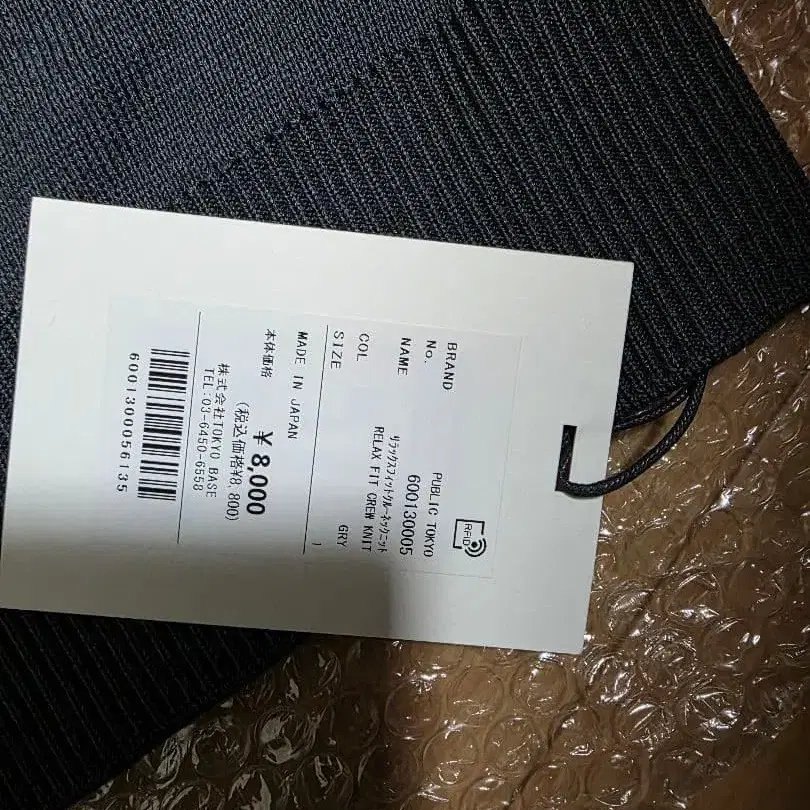 RFID
BRAND PUBLIC TOKYO
No. 600130005
NAME リラックスフィットクルーネックニット
RELAX FIT CREW KNIT
COL GRY
SIZE 1
MADE IN JAPAN
本体価格 ¥ 8,000
(税込価格¥8,800)
株式会社TOKYO BASE
TEL:03-6450-6558
6001300056135